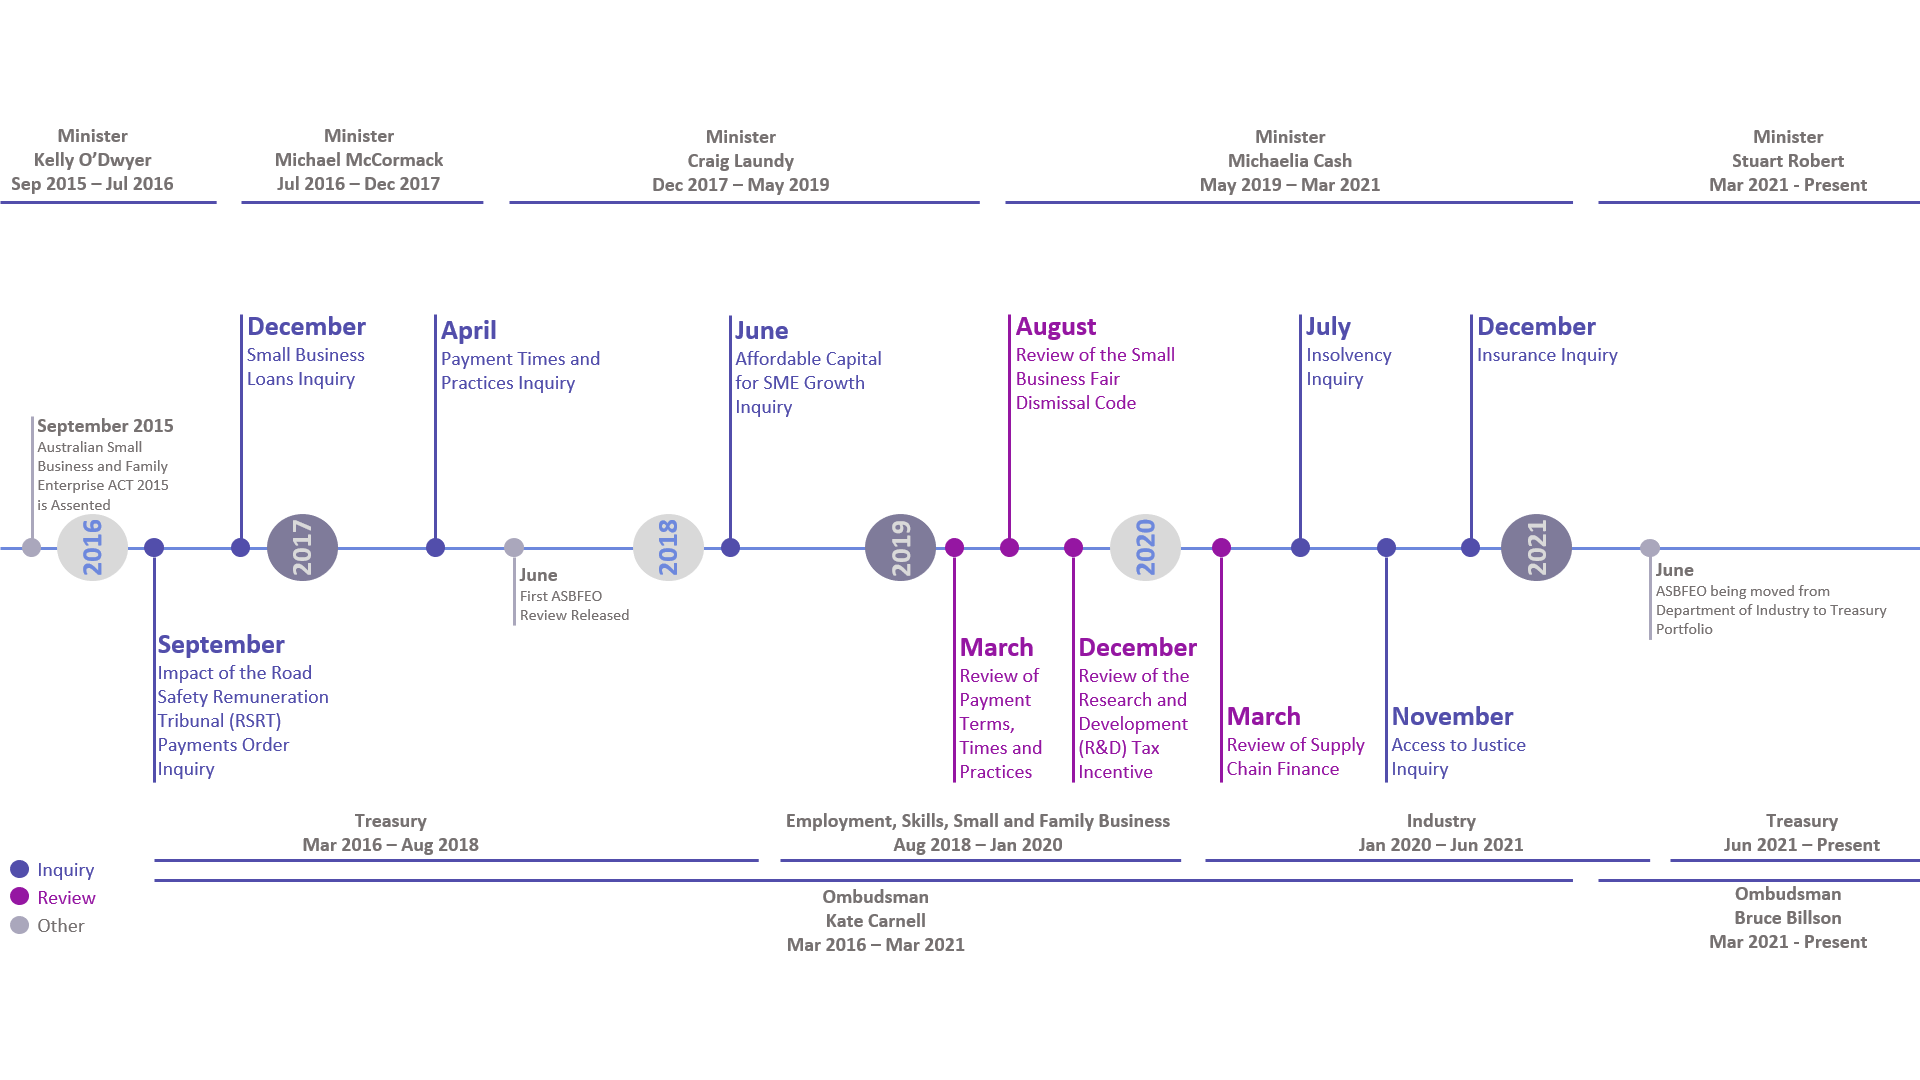 Minister
Kelly O’Dwyer
Sep 2015 – Jul 2016
Minister
Michael McCormack
Jul 2016 – Dec 2017
Minister
Craig Laundy
Dec 2017 – May 2019
Minister
Michaelia Cash
May 2019 – Mar 2021
Minister
Stuart Robert
Mar 2021 - Present
September 2015
Australian Small
Business and Family
Enterprise ACT 2015
is Assented
December
Small Business
Loans Inquiry
April
Payment Times and
Practices Inquiry
June
Affordable Capital
for SME Growth
Inquiry
August
Review of the Small
Business Fair
Dismissal Code
July
Insolvency
Inquiry
December
Insurance Inquiry
2016
2017
2018
2019
2020
2021
September
Impact of the Road
Safety Remuneration
Tribunal (RSRT)
Payments Order
Inquiry
June
First ASBFEO
Review Released
March
Review of
Payment
Terms,
Times and
Practices
December
Review of the
Research and
Development
(R&D) Tax
Incentive
March
Review of Supply
Chain Finance
November
Access to Justice
Inquiry
June
ASBFEO being moved from
Department of Industry to Treasury
Portfolio
Treasury
Mar 2016 – Aug 2018
Employment, Skills, Small and Family Business
Aug 2018 – Jan 2020
Industry
Jan 2020 – Jun 2021
Treasury
Jun 2021 – Present
Inquiry
Review
Other
Ombudsman
Kate Carnell
Mar 2016 – Mar 2021
Ombudsman
Bruce Billson
Mar 2021 - Present